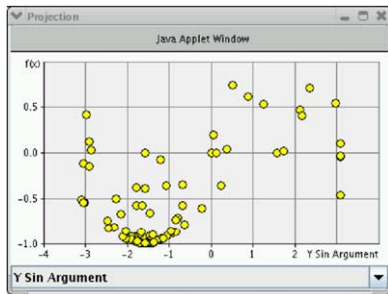 Projection
Java Applet Window
f(x)
0.5
0.0
-0.5
-1.0
-4 -3 -2 -1 0 1 2 Y Sin Argument
Y Sin Argument